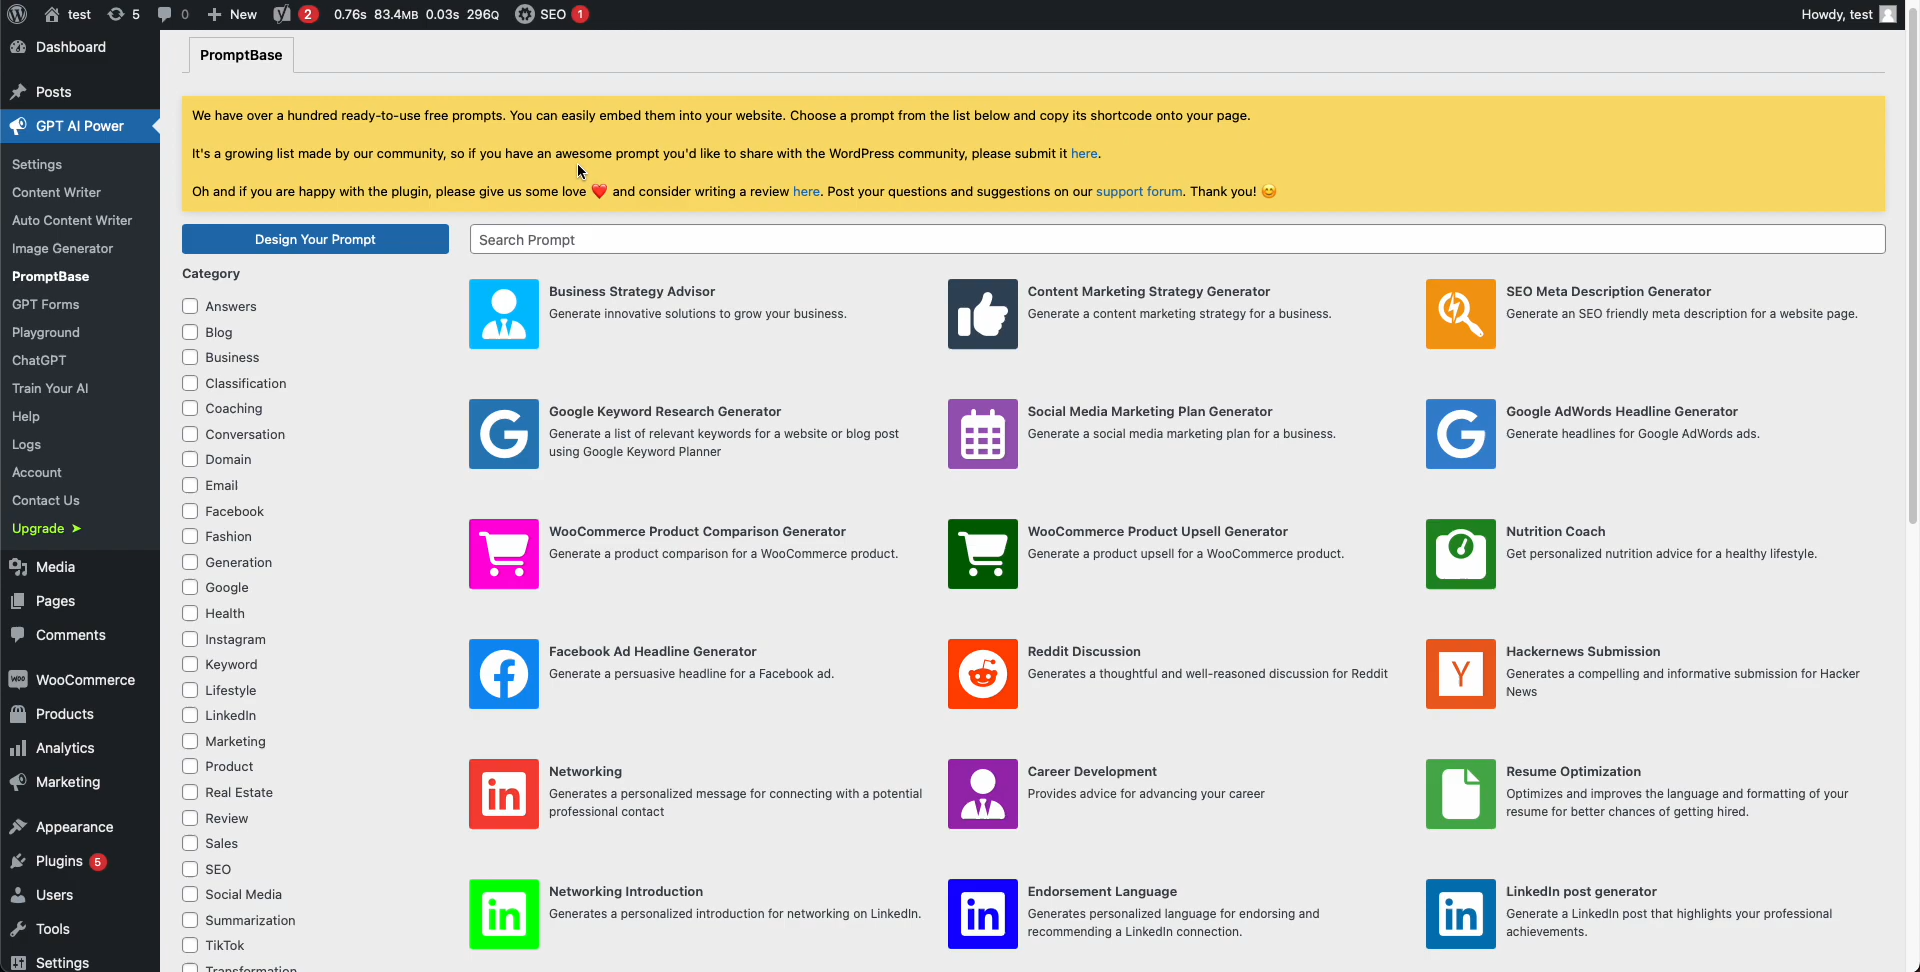 test
5
0
New
2
0.76s 83.4MB 0.03s 296Q
SEO
1
Howdy, test
Dashboard
Posts
GPT AI Power
Settings
Content Writer
Auto Content Writer
Image Generator
PromptBase
GPT Forms
Playground
ChatGPT
Train Your AI
Help
Logs
Account
Contact Us
Upgrade ➤
Media
Pages
Comments
WooCommerce
Products
Analytics
Marketing
Appearance
Plugins 5
Users
Tools
Settings
PromptBase
We have over a hundred ready-to-use free prompts. You can easily embed them into your website. Choose a prompt from the list below and copy its shortcode onto your page.
It's a growing list made by our community, so if you have an awesome prompt you'd like to share with the WordPress community, please submit it here.
Oh and if you are happy with the plugin, please give us some love ❤️ and consider writing a review here. Post your questions and suggestions on our support forum. Thank you! 😊
Design Your Prompt
Search Prompt
Category
Answers
Blog
Business
Classification
Coaching
Conversation
Domain
Email
Facebook
Fashion
Generation
Google
Health
Instagram
Keyword
Lifestyle
LinkedIn
Marketing
Product
Real Estate
Review
Sales
SEO
Social Media
Summarization
TikTok
Transformation
Business Strategy Advisor
Generate innovative solutions to grow your business.
Content Marketing Strategy Generator
Generate a content marketing strategy for a business.
SEO Meta Description Generator
Generate an SEO friendly meta description for a website page.
Google Keyword Research Generator
Generate a list of relevant keywords for a website or blog post
using Google Keyword Planner
Social Media Marketing Plan Generator
Generate a social media marketing plan for a business.
Google AdWords Headline Generator
Generate headlines for Google AdWords ads.
WooCommerce Product Comparison Generator
Generate a product comparison for a WooCommerce product.
WooCommerce Product Upsell Generator
Generate a product upsell for a WooCommerce product.
Nutrition Coach
Get personalized nutrition advice for a healthy lifestyle.
Facebook Ad Headline Generator
Generate a persuasive headline for a Facebook ad.
Reddit Discussion
Generates a thoughtful and well-reasoned discussion for Reddit
Hackernews Submission
Generates a compelling and informative submission for Hacker
News
Networking
Generates a personalized message for connecting with a potential
professional contact
Career Development
Provides advice for advancing your career
Resume Optimization
Optimizes and improves the language and formatting of your
resume for better chances of getting hired.
Networking Introduction
Generates a personalized introduction for networking on LinkedIn.
Endorsement Language
Generates personalized language for endorsing and
recommending a LinkedIn connection.
LinkedIn post generator
Generate a LinkedIn post that highlights your professional
achievements.